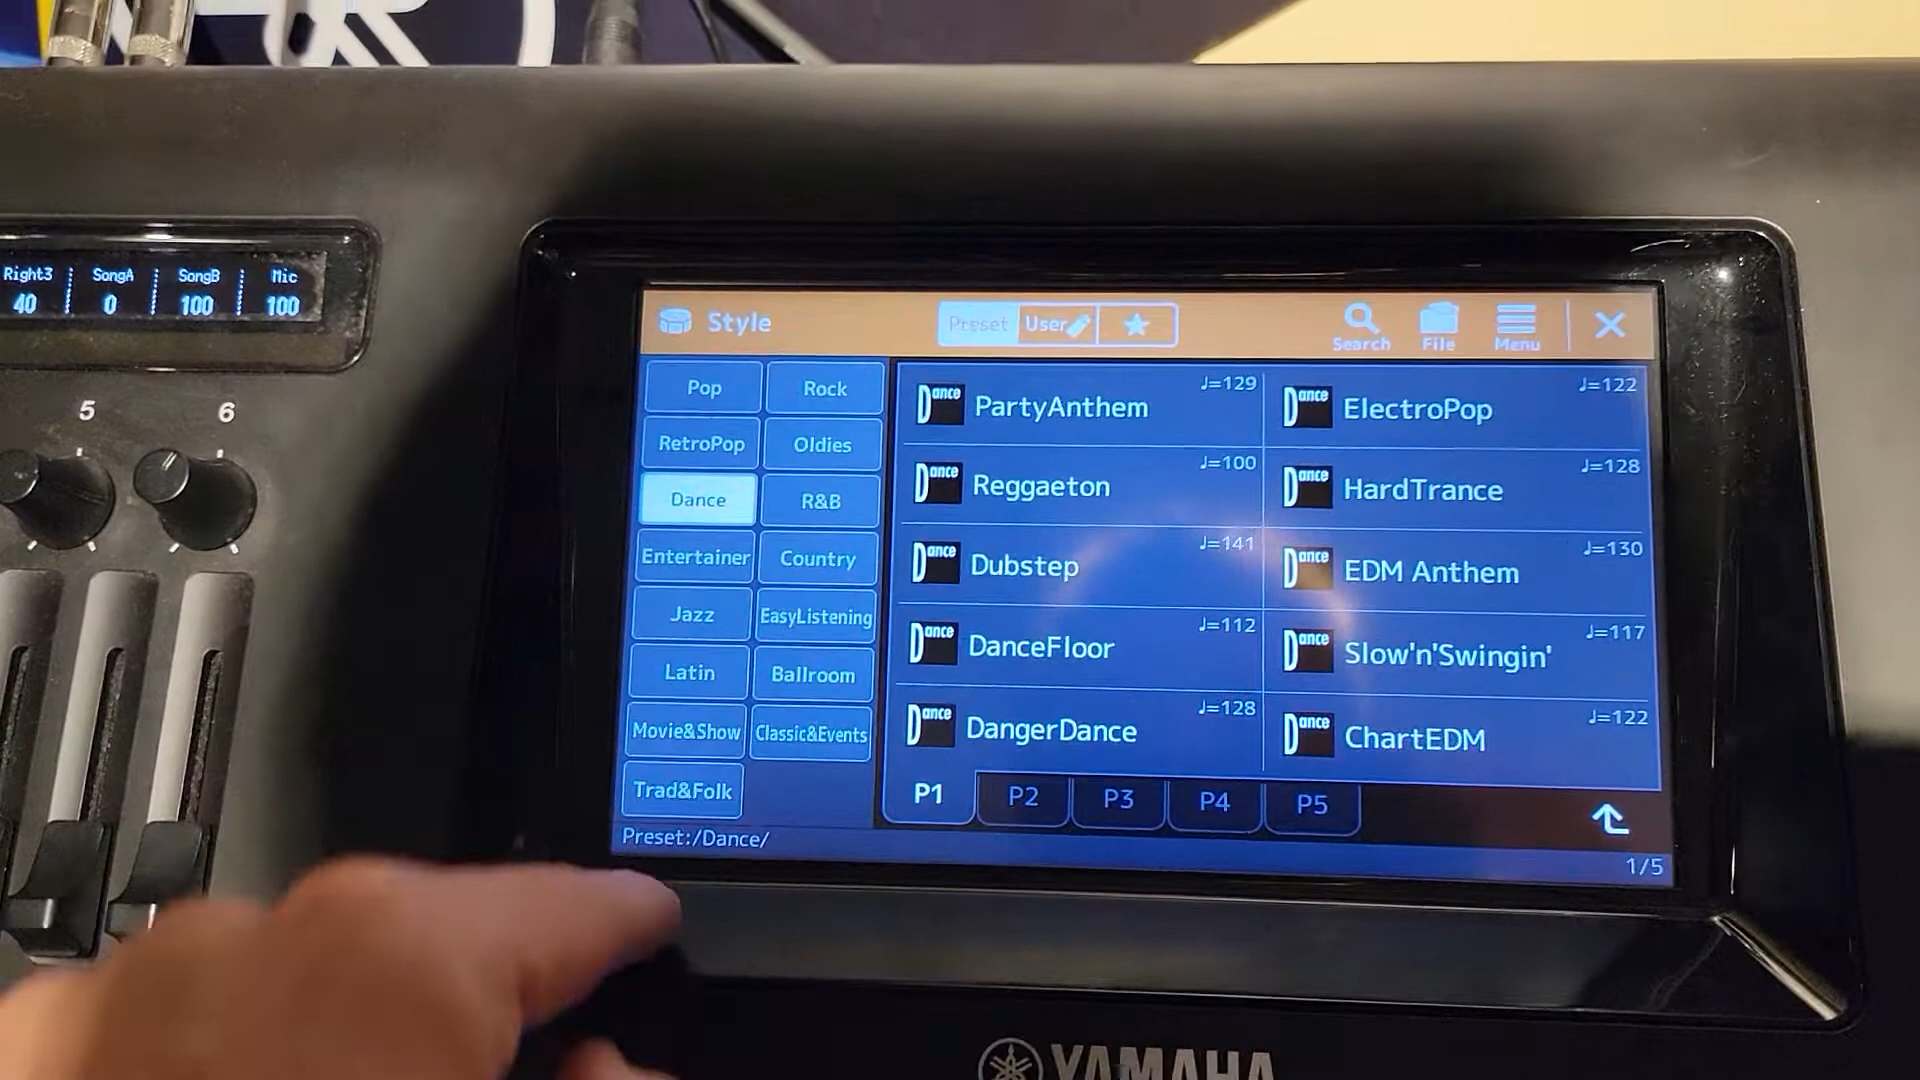 Right3 SongA SongB Mic
40 0 100 100
5 6
Style Preset User Search File Menu
Pop Rock
RetroPop Oldies
Dance R&B
Entertainer Country
Jazz EasyListening
Latin Ballroom
Movie&Show Classic&Events
Trad&Folk
Dance PartyAnthem ♩=129
Dance ElectroPop ♩=122
Dance Reggaeton ♩=100
Dance HardTrance ♩=128
Dance Dubstep ♩=141
Dance EDM Anthem ♩=130
Dance DanceFloor ♩=112
Dance Slow'n'Swingin' ♩=117
Dance DangerDance ♩=128
Dance ChartEDM ♩=122
P1 P2 P3 P4 P5
Preset:/Dance/
1/5
YAMAHA